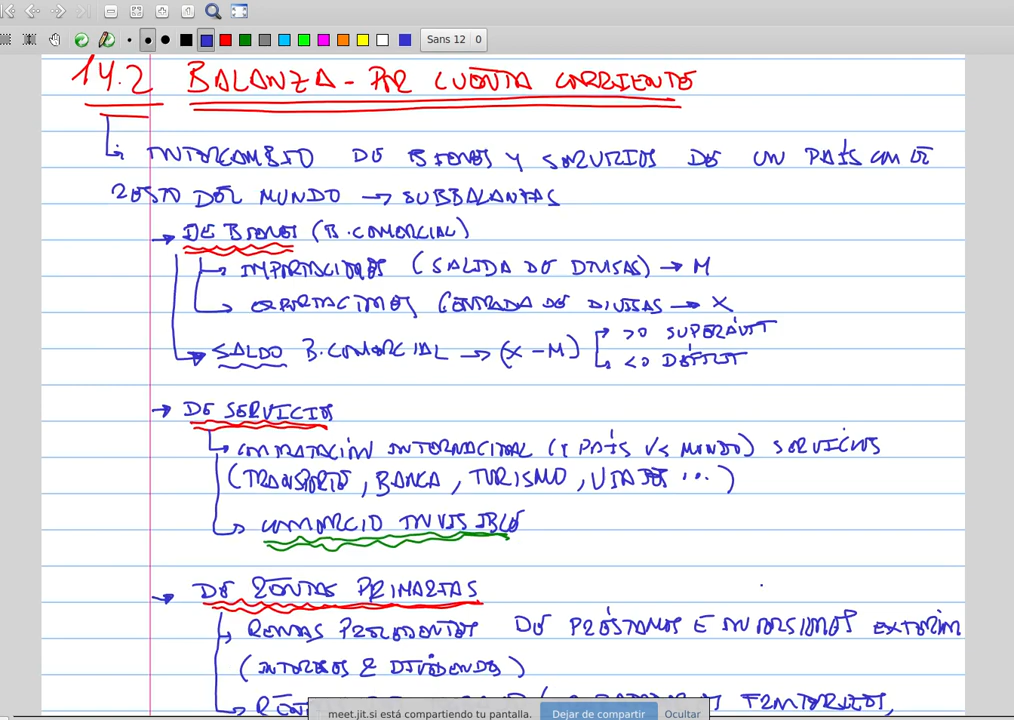 Sans 12 0
14.2 BALANZA - POR CUENTA CORRIENTE
INTERCAMBIO DE BIENES Y SERVICIOS DE UN PAÍS CON EL
RESTO DEL MUNDO → SUBBALANZAS
→ DE BIENES (B. COMERCIAL)
IMPORTACIONES (SALIDA DE DIVISAS) → M
EXPORTACIONES (ENTRADA DE DIVISAS → X
SALDO B. COMERCIAL → (X - M) >0 SUPERÁVIT
<0 DÉFICIT
→ DE SERVICIOS
CONTRATACIÓN INTERNACIONAL (1 PAÍS VS MUNDO) SERVICIOS
(TRANSPORTE, BANCA, TURISMO, VIAJES ...)
COMERCIO INVISIBLE
→ DE RENTAS PRIMARIAS
RENTAS PROCEDENTES DE PRÉSTAMOS E INVERSIONES EXTERIOR
(INTERESES & DIVIDENDOS)
FRONTERIZOS,
meet.jit.si está compartiendo tu pantalla. Dejar de compartir Ocultar